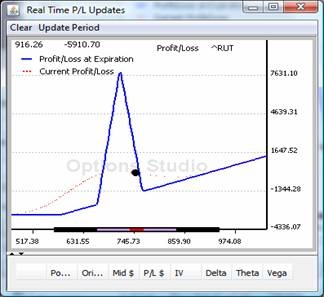 Real Time P/L Updates
Clear Update Period
916.26 -5910.70 Profit/Loss ^RUT
Profit/Loss at Expiration
Current Profit/Loss
7631.10
4639.31
1647.52
-1344.28
-4336.07
Options Studio
517.38 631.55 745.73 859.90 974.08
Po... Ori... Mid $ P/L $ IV Delta Theta Vega